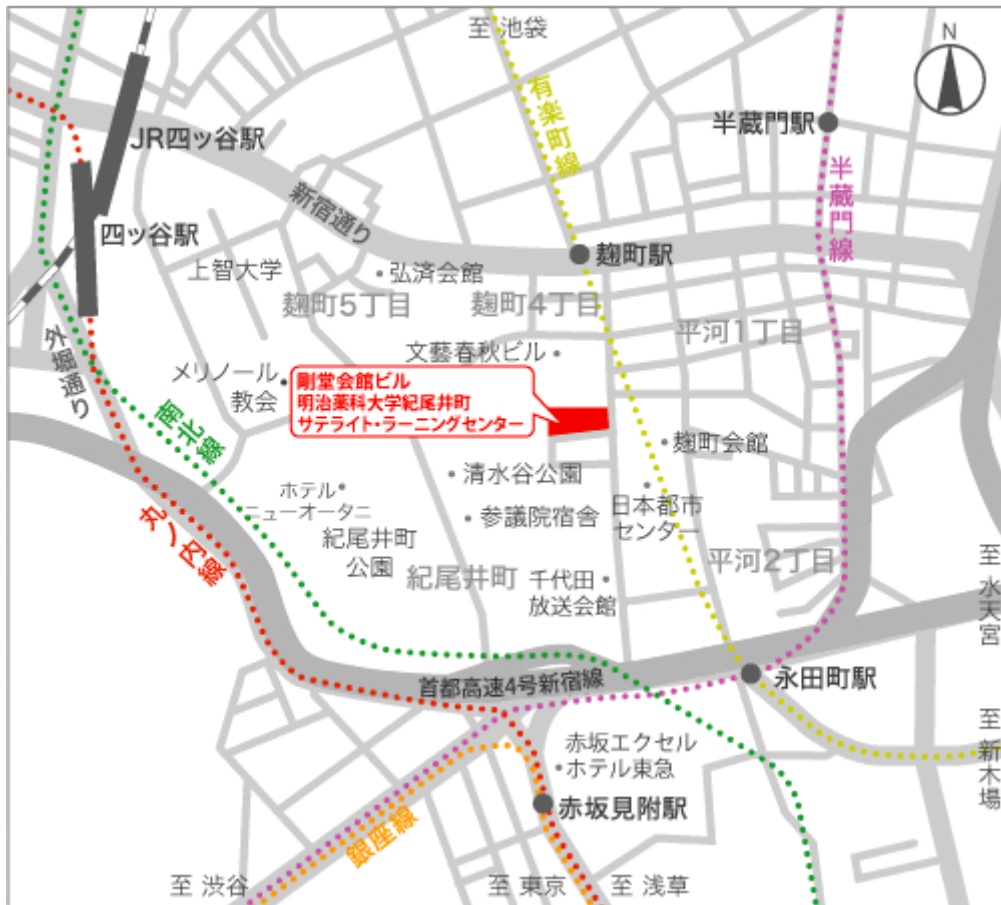 至 池袋
N
有楽町線
半蔵門駅
JR四ッ谷駅
半蔵門線
新宿通り
四ッ谷駅
麹町駅
上智大学
弘済会館
麹町5丁目
麹町4丁目
平河1丁目
外堀通り
文藝春秋ビル
メリノール
教会
剛堂会館ビル
明治薬科大学紀尾井町
サテライト・ラーニングセンター
南北線
麹町会館
清水谷公園
ホテル
ニューオータニ
日本都市
センター
参議院宿舎
丸ノ内線
紀尾井町
公園
平河2丁目
至 水天宮
紀尾井町
千代田
放送会館
首都高速4号新宿線
永田町駅
至 新木場
赤坂エクセル
ホテル東急
赤坂見附駅
銀座線
至 渋谷
至 東京
至 浅草